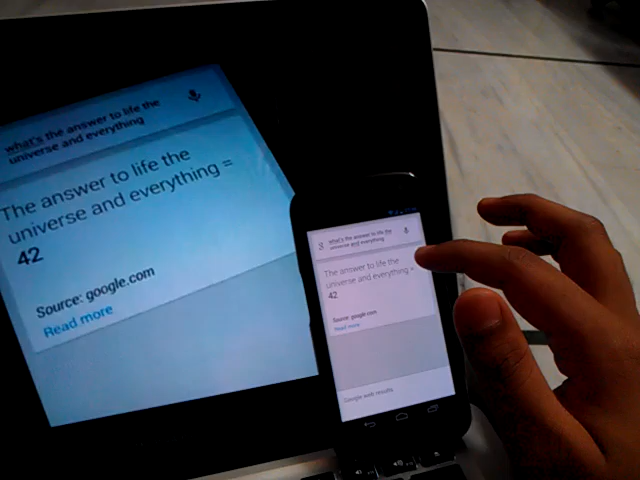 what's the answer to life the
universe and everything
The answer to life the
universe and everything =
42
Source: google.com
Read more
g
what's the answer to life the
universe and everything
The answer to life the
universe and everything =
42
Source: google.com
Read more
Google web results